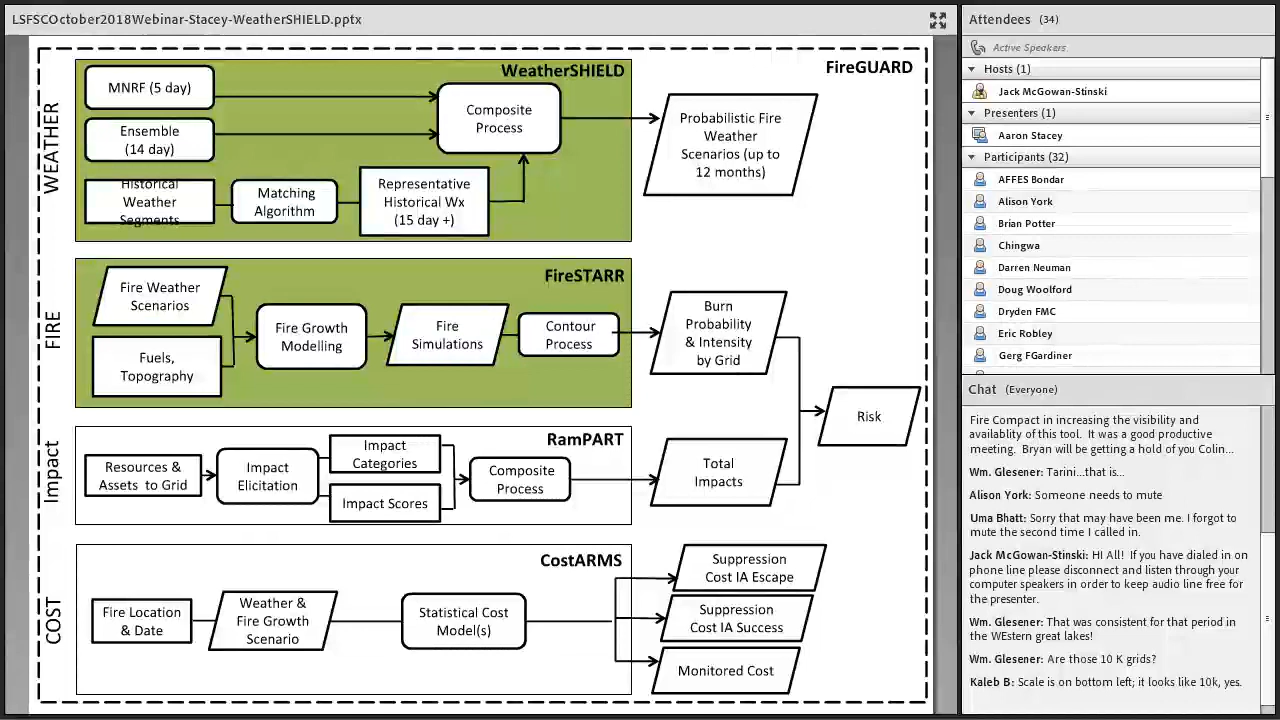 LSFSCOctober2018Webinar-Stacey-WeatherSHIELD.pptx
WEATHER
WeatherSHIELD
FireGUARD
MNRF (5 day)
Ensemble
(14 day)
Historical
Weather
Segments
Matching
Algorithm
Representative
Historical Wx
(15 day +)
Composite
Process
Probabilistic Fire
Weather
Scenarios (up to
12 months)
FIRE
FireSTARR
Fire Weather
Scenarios
Fuels,
Topography
Fire Growth
Modelling
Fire
Simulations
Contour
Process
Burn
Probability
& Intensity
by Grid
Risk
Impact
RamPART
Resources &
Assets to Grid
Impact
Elicitation
Impact
Categories
Impact Scores
Composite
Process
Total
Impacts
COST
CostARMS
Fire Location
& Date
Weather &
Fire Growth
Scenario
Statistical Cost
Model(s)
Suppression
Cost IA Escape
Suppression
Cost IA Success
Monitored Cost
Attendees (34)
Active Speakers
Hosts (1)
Jack McGowan-Stinski
Presenters (1)
Aaron Stacey
Participants (32)
AFFES Bondar
Alison York
Brian Potter
Chingwa
Darren Neuman
Doug Woolford
Dryden FMC
Eric Robley
Gerg FGardiner
Chat (Everyone)
Fire Compact in increasing the visibility and
availablity of this tool. It was a good productive
meeting. Bryan will be getting a hold of you Colin...
Wm. Glesener: Tarini...that is...
Alison York: Someone needs to mute
Uma Bhatt: Sorry that may have been me. I forgot to
mute the second time I called in.
Jack McGowan-Stinski: HI All! If you have dialed in on
phone line please disconnect and listen through your
computer speakers in order to keep audio line free for
the presenter.
Wm. Glesener: That was consistent for that period in
the WEstern great lakes!
Wm. Glesener: Are those 10 K grids?
Kaleb B: Scale is on bottom left; it looks like 10k, yes.